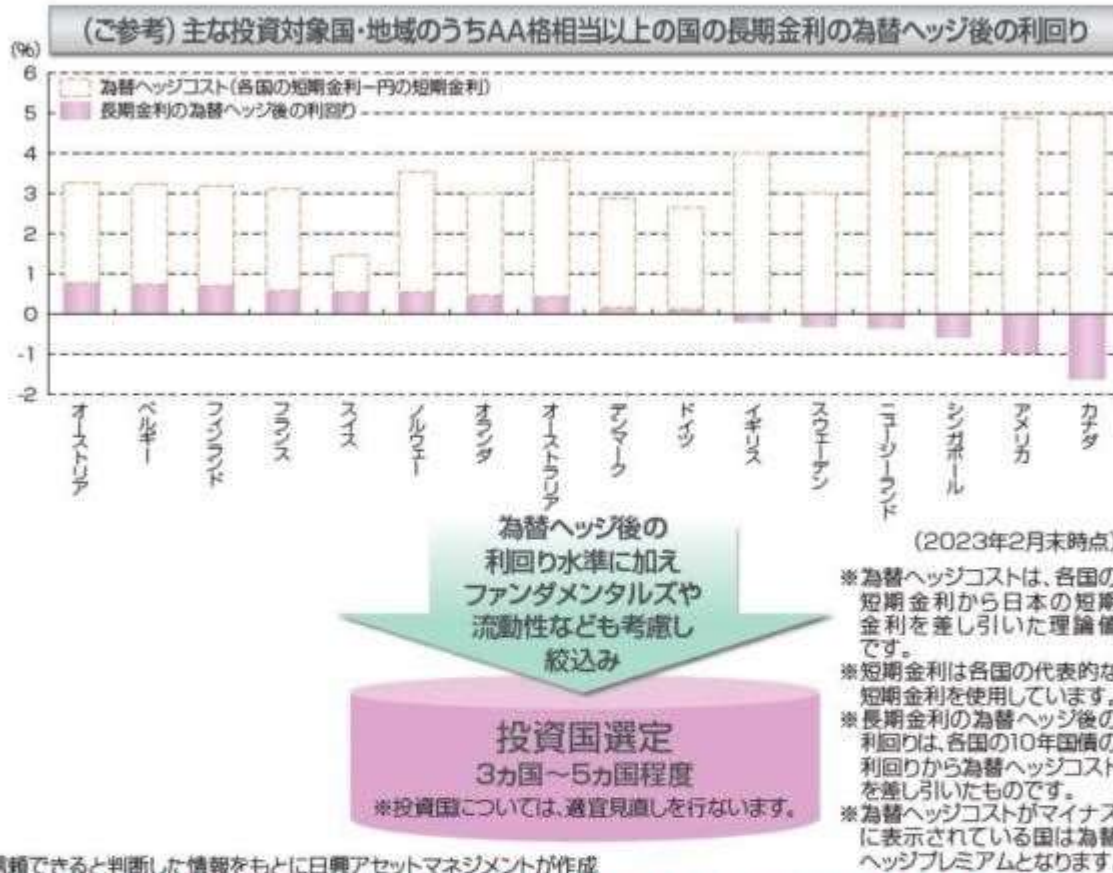 (ご参考)主な投資対象国・地域のうちAA格相当以上の国の長期金利の為替ヘッジ後の利回り
(%)
6
5
4
3
2
1
0
-1
-2
為替ヘッジコスト(各国の短期金利ー円の短期金利)
長期金利の為替ヘッジ後の利回り
オーストリア
ベルギー
フィンランド
フランス
スイス
ノルウェー
オランダ
オーストラリア
デンマーク
ドイツ
イギリス
スウェーデン
ニュージーランド
シンガポール
アメリカ
カナダ
為替ヘッジ後の
利回り水準に加え
ファンダメンタルズや
流動性なども考慮し
絞込み
投資国選定
3ヵ国〜5ヵ国程度
※投資国については、適宜見直しを行ないます。
(2023年2月末時点)
※為替ヘッジコストは、各国の
短期金利から日本の短期
金利を差し引いた理論値
です。
※短期金利は各国の代表的な
短期金利を使用しています。
※長期金利の為替ヘッジ後の
利回りは、各国の10年国債の
利回りから為替ヘッジコスト
を差し引いたものです。
※為替ヘッジコストがマイナス
に表示されている国は為替
ヘッジプレミアムとなります
頼できると判断した情報をもとに日興アセットマネジメントが作成